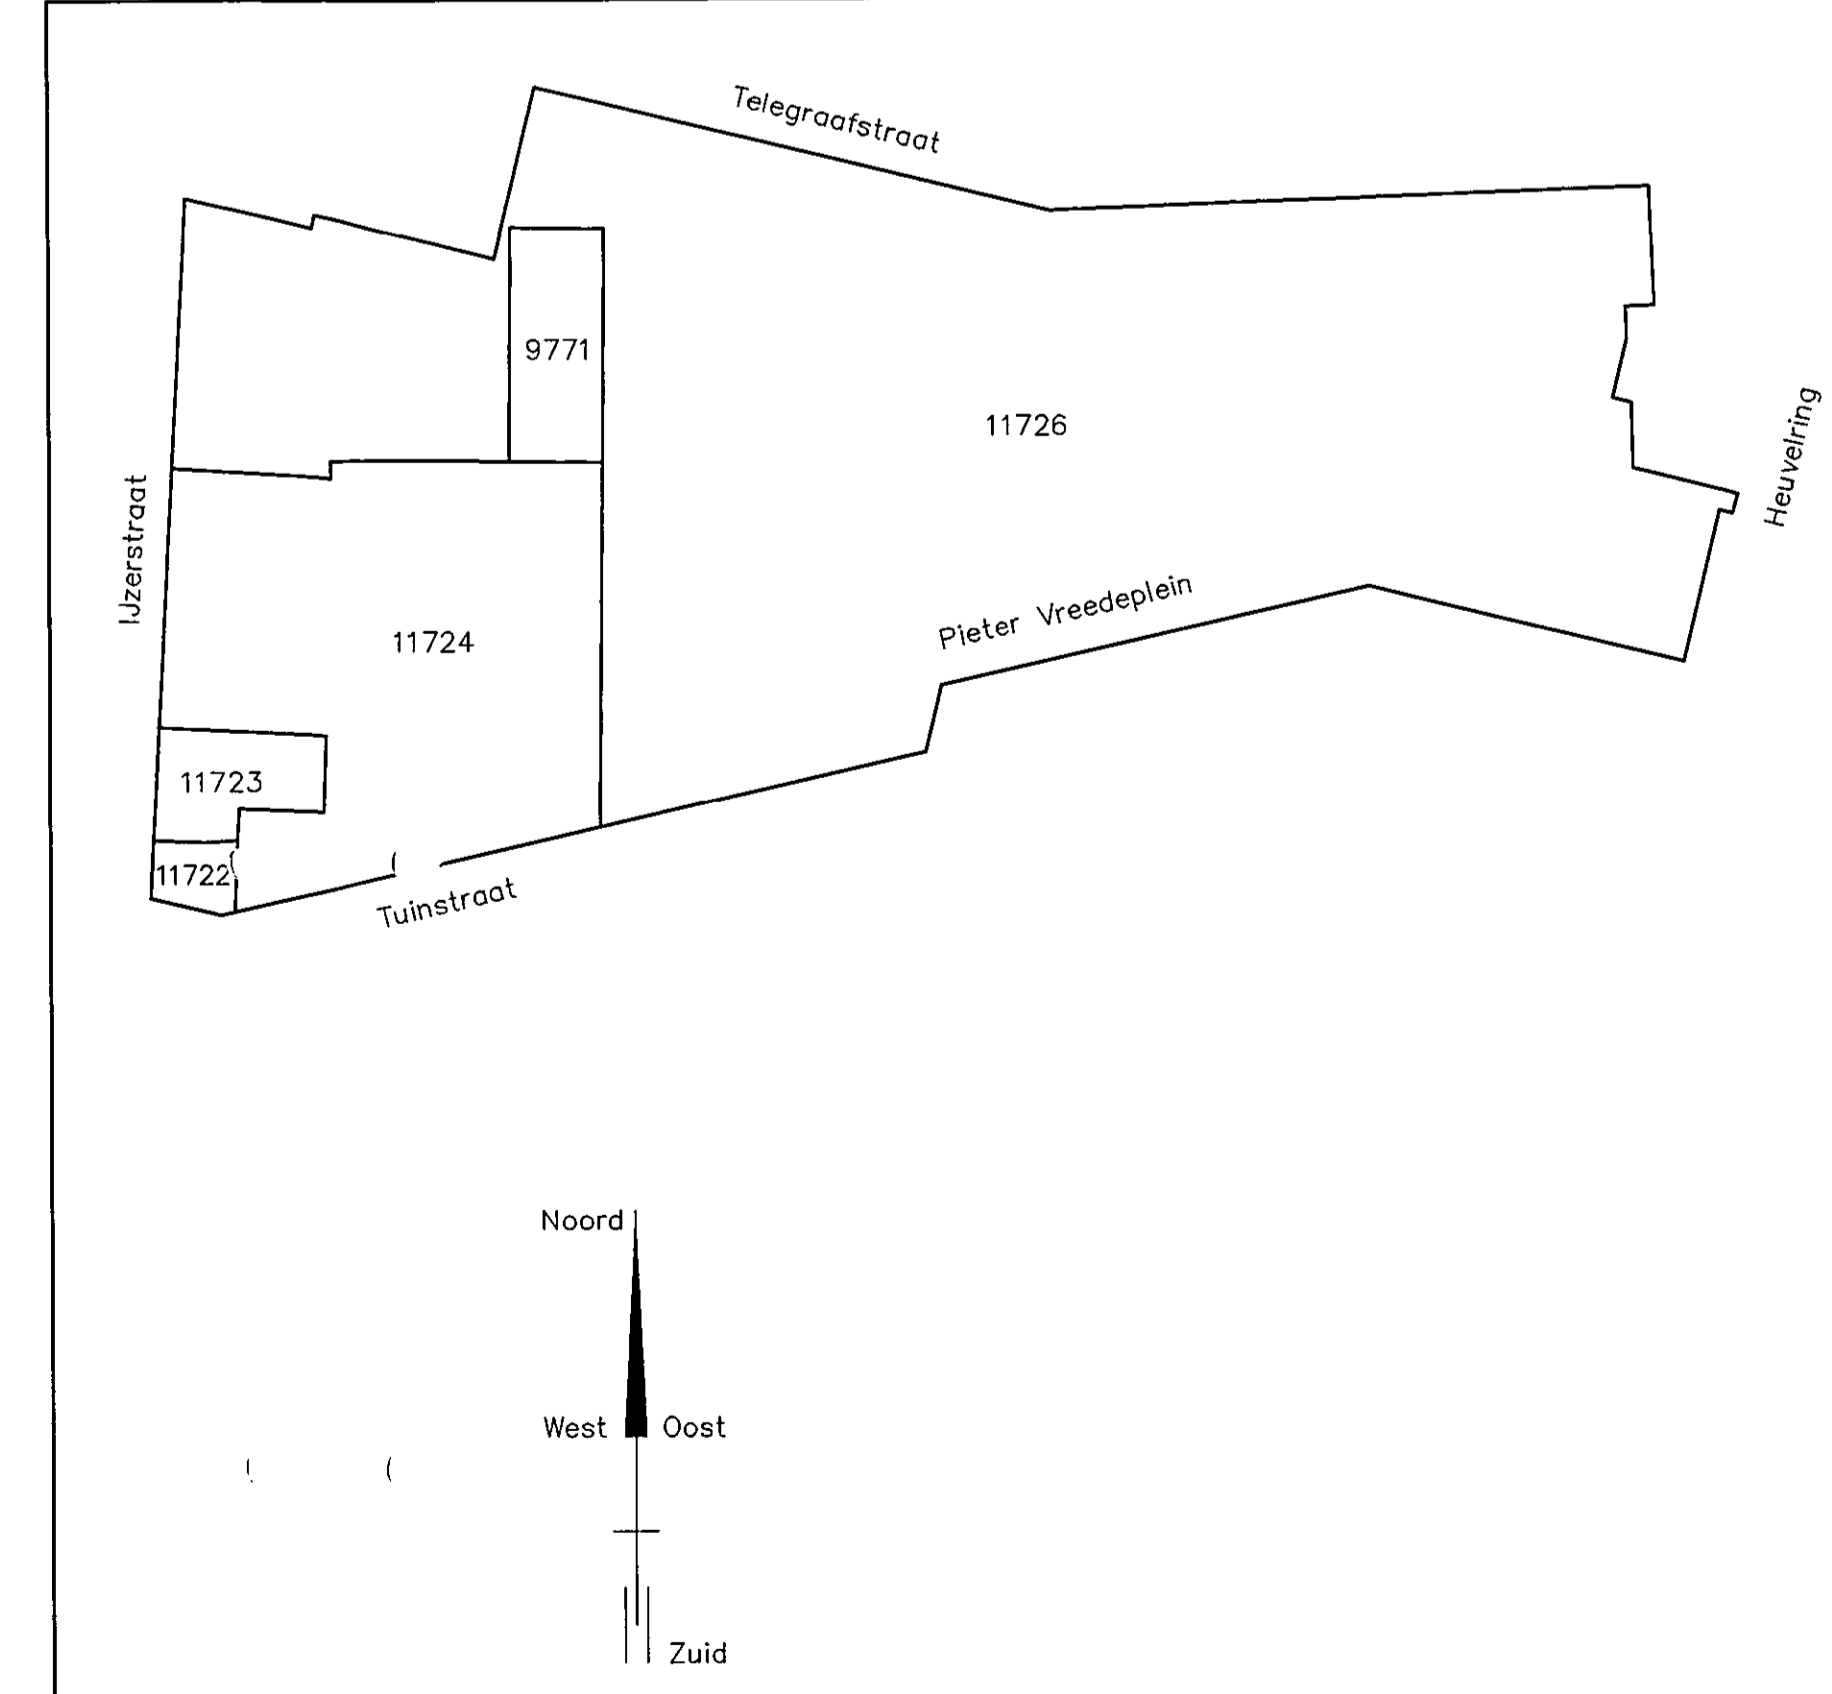 Telegraafstraat
9771
11726
Heuvelring
IJzerstraat
Pieter Vreedeplein
11724
11723
11722
Tuinstraat
Noord
West Oost
Zuid